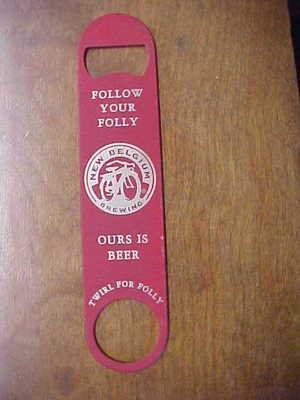 FOLLOW
YOUR
FOLLY
NEW BELGIUM
BREWING
OURS IS
BEER
TWIRL FOR FOLLY